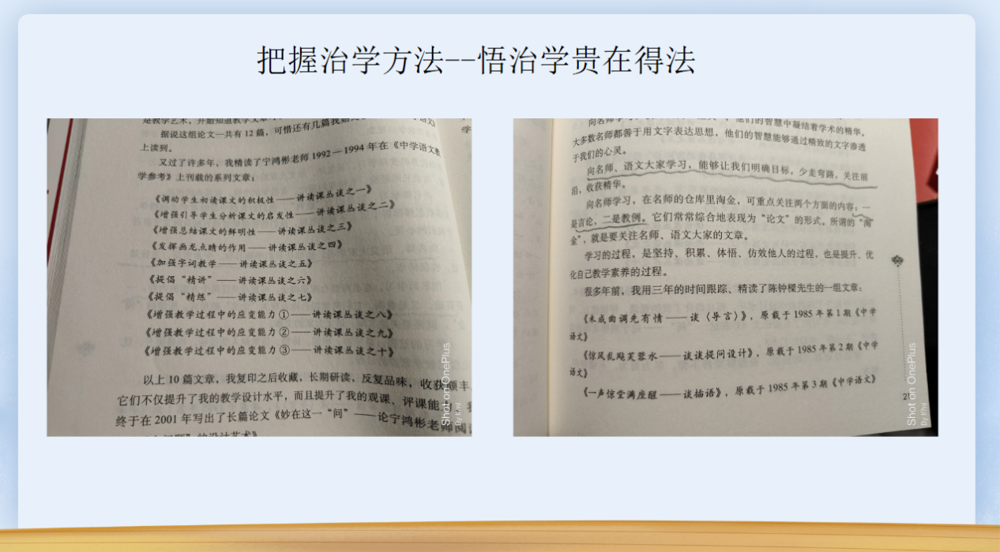 把握治学方法--悟治学贵在得法
是教学艺术，开始知道教学文章
据说这组论文一共有 12 篇，可惜还有几篇我
上读到。
又过了许多年，我精读了宁鸿彬老师 1992—1994 年在《中学语文教
学参考》上刊载的系列文章：
《调动学生初读课文的积极性——讲读课丛谈之一》
《增强引导学生分析课文的启发性——讲读课丛谈之二》
《增强总结课文的鲜明性——讲读课丛谈之三》
《发挥画龙点睛的作用——讲读课丛谈之四》
《加强字词教学——讲读课丛谈之五》
《提倡“精讲”——讲读课丛谈之六》
《提倡“精练”——讲读课丛谈之七》
《增强教学过程中的应变能力①——讲读课丛谈之八》
《增强教学过程中的应变能力②——讲读课丛谈之九》
《增强教学过程中的应变能力③——讲读课丛谈之十》
以上 10 篇文章，我复印之后收藏，长期研读，反复品味，收获颇丰
它们不仅提升了我的教学设计水平，而且提升了我的观课、评课能
终于在 2001 年写出了长篇论文《妙在这一“问”——论宁鸿彬老师阅
的设计艺术》
学
Shot on OnePlus
向名师学习
他们的智慧中凝结着学术的精华。
大多数名师都善于用文字表达思想，他们的智慧能够通过精致的文字渗透
于我们的心灵。
向名师、语文大家学习，能够让我们明确目标，少走弯路，关注前
沿，收获精华。
向名师学习，在名师的仓库里淘金，可重点关注两个方面的内容：一
是言论，二是教例。它们常常综合地表现为“论文”的形式。所谓的“淘
金”，就是要关注名师、语文大家的文章。
学习的过程，是坚持、积累、体悟、仿效他人的过程，也是提升、优
化自己教学素养的过程。
很多年前，我用三年的时间跟踪、精读了陈钟樑先生的一组文章：
《未成曲调先有情——谈〈导言〉》，原载于 1985 年第 1 期《中学
语文》
《惊风乱飐芙蓉水——谈谈提问设计》，原载于 1985 年第 2 期《中学
语文》
《一声惊堂满座醒——谈插语》，原载于 1985 年第 3 期《中学语文》
Shot on OnePlus